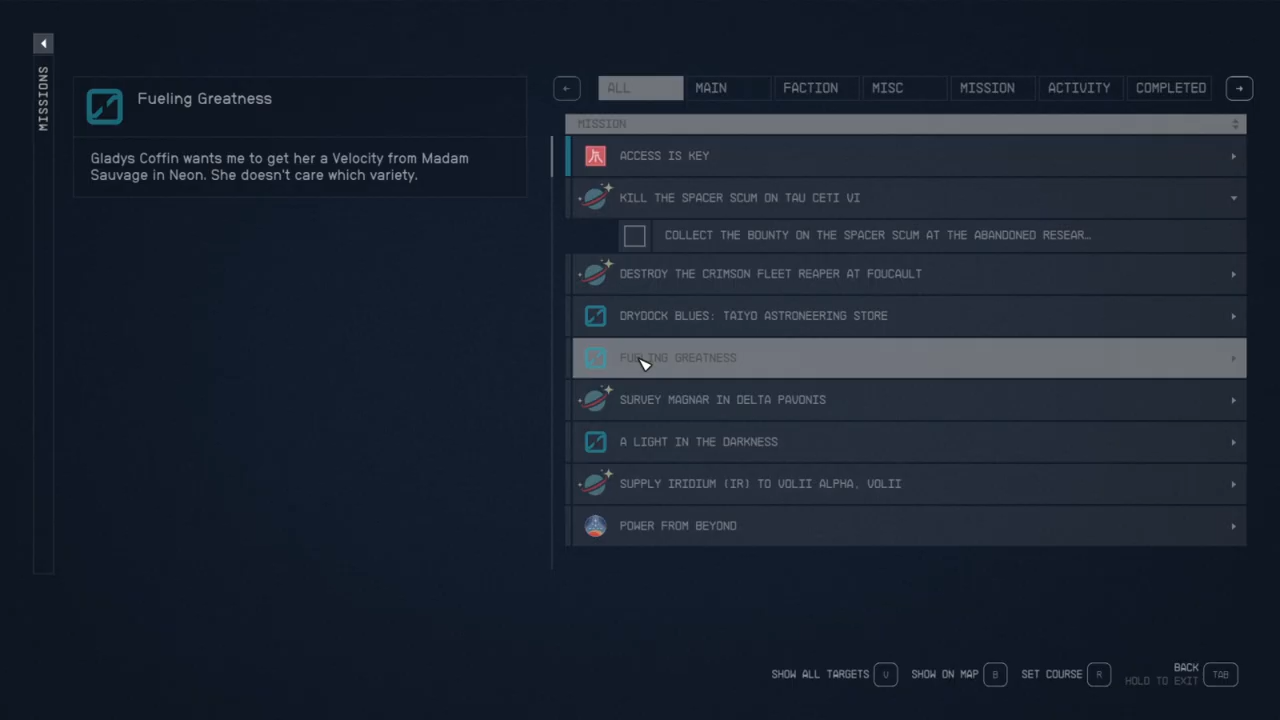 MISSIONS
Fueling Greatness
Gladys Coffin wants me to get her a Velocity from Madam
Sauvage in Neon. She doesn't care which variety.
ALL MAIN FACTION MISC MISSION ACTIVITY COMPLETED
MISSION
ACCESS IS KEY
KILL THE SPACER SCUM ON TAU CETI VI
COLLECT THE BOUNTY ON THE SPACER SCUM AT THE ABANDONED RESEAR…
DESTROY THE CRIMSON FLEET REAPER AT FOUCAULT
DRYDOCK BLUES: TAIYO ASTRONEERING STORE
FUELING GREATNESS
SURVEY MAGNAR IN DELTA PAVONIS
A LIGHT IN THE DARKNESS
SUPPLY IRIDIUM (IR) TO VOLII ALPHA, VOLII
POWER FROM BEYOND
SHOW ALL TARGETS V SHOW ON MAP B SET COURSE R BACK TAB
HOLD TO EXIT